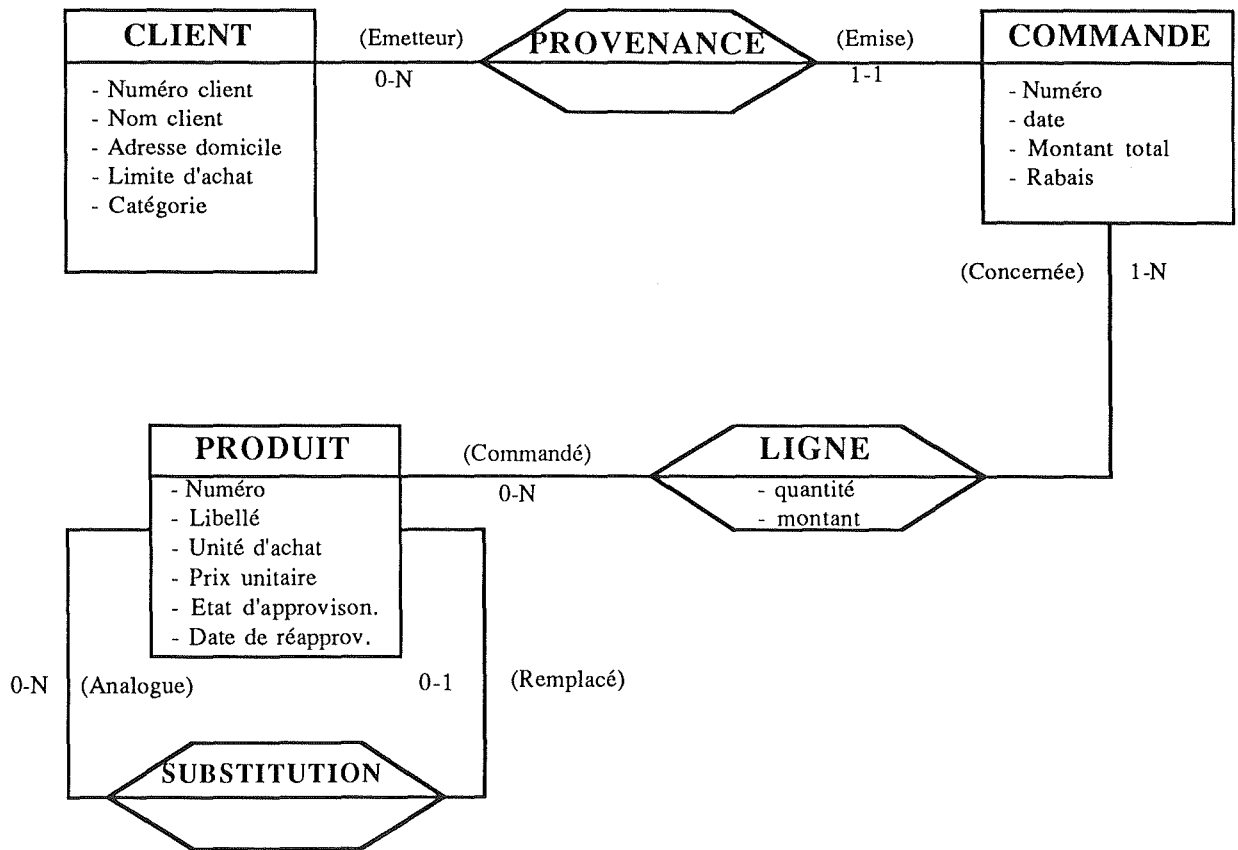 CLIENT
- Numéro client
- Nom client
- Adresse domicile
- Limite d'achat
- Catégorie
(Emetteur)
0-N
PROVENANCE
(Emise)
1-1
COMMANDE
- Numéro
- date
- Montant total
- Rabais
(Concernée)
1-N
PRODUIT
- Numéro
- Libellé
- Unité d'achat
- Prix unitaire
- Etat d'approvison.
- Date de réapprov.
(Commandé)
0-N
LIGNE
- quantité
- montant
0-N
(Analogue)
0-1
(Remplacé)
SUBSTITUTION